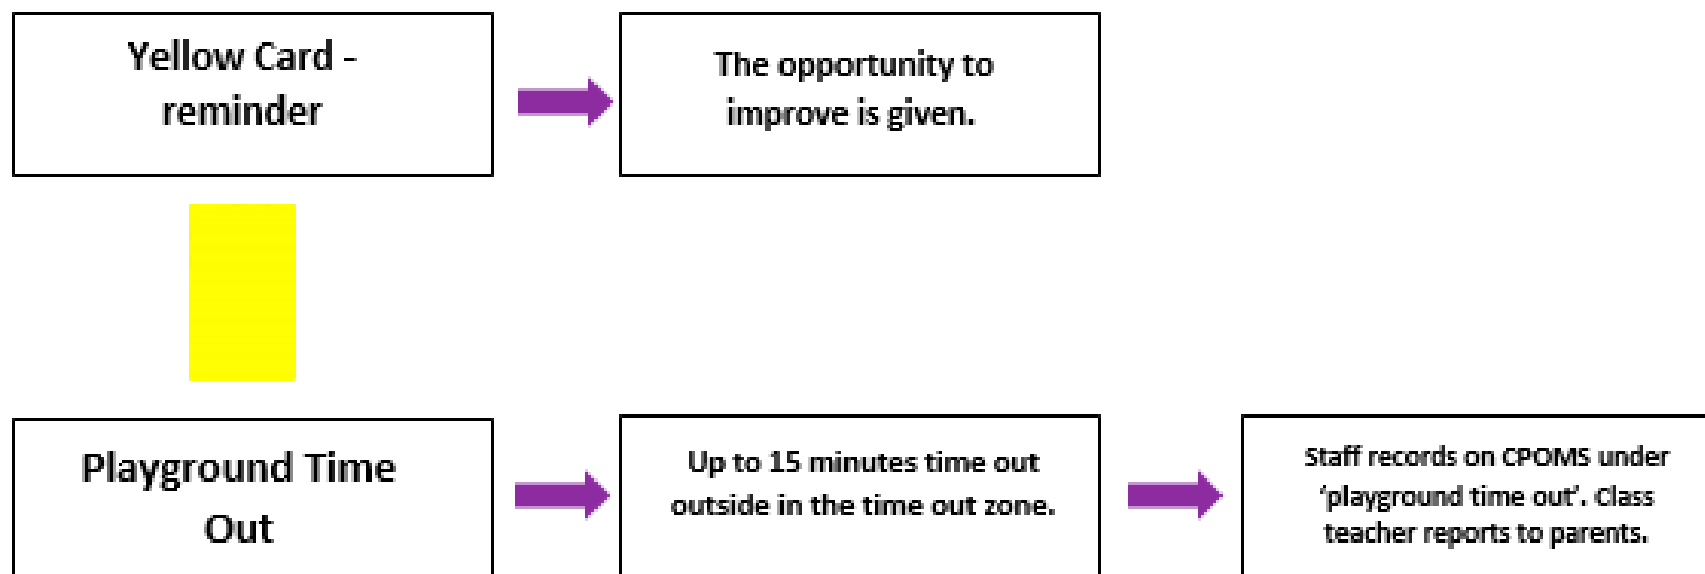 Yellow Card -
reminder
The opportunity to
improve is given.
Playground Time
Out
Up to 15 minutes time out
outside in the time out zone.
Staff records on CPOMS under
‘playground time out’. Class
teacher reports to parents.